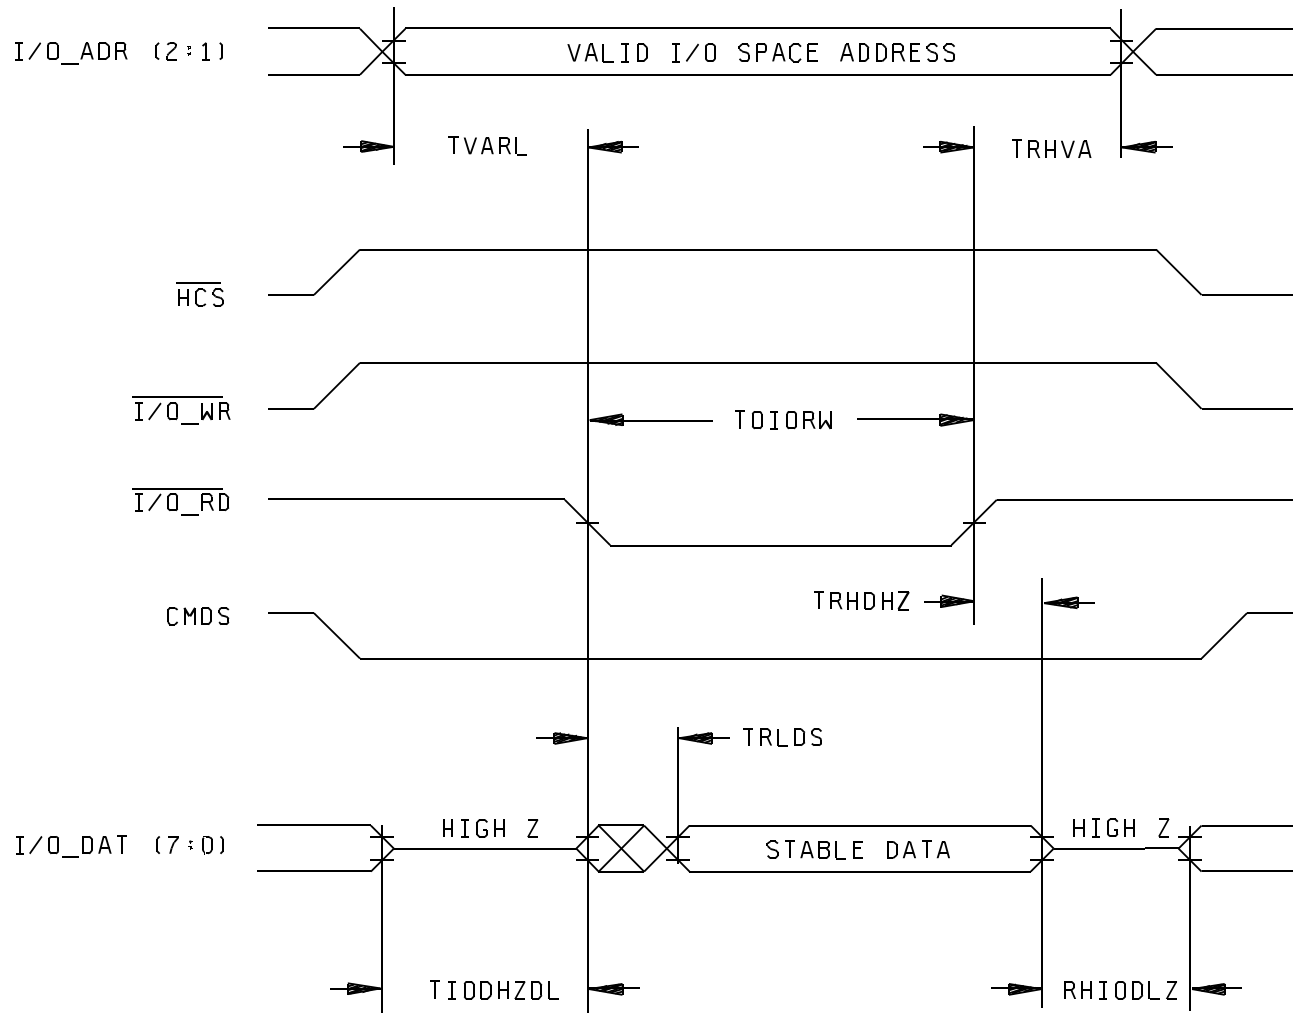 I/O_ADR (2:1)
VALID I/O SPACE ADDRESS
TVARL
TRHVA
HCS
I/O_WR
TOIORW
I/O_RD
TRHDHZ
CMDS
TRLDS
I/O_DAT (7:0)
HIGH Z
STABLE DATA
HIGH Z
TIODHZDL
RHIODLZ